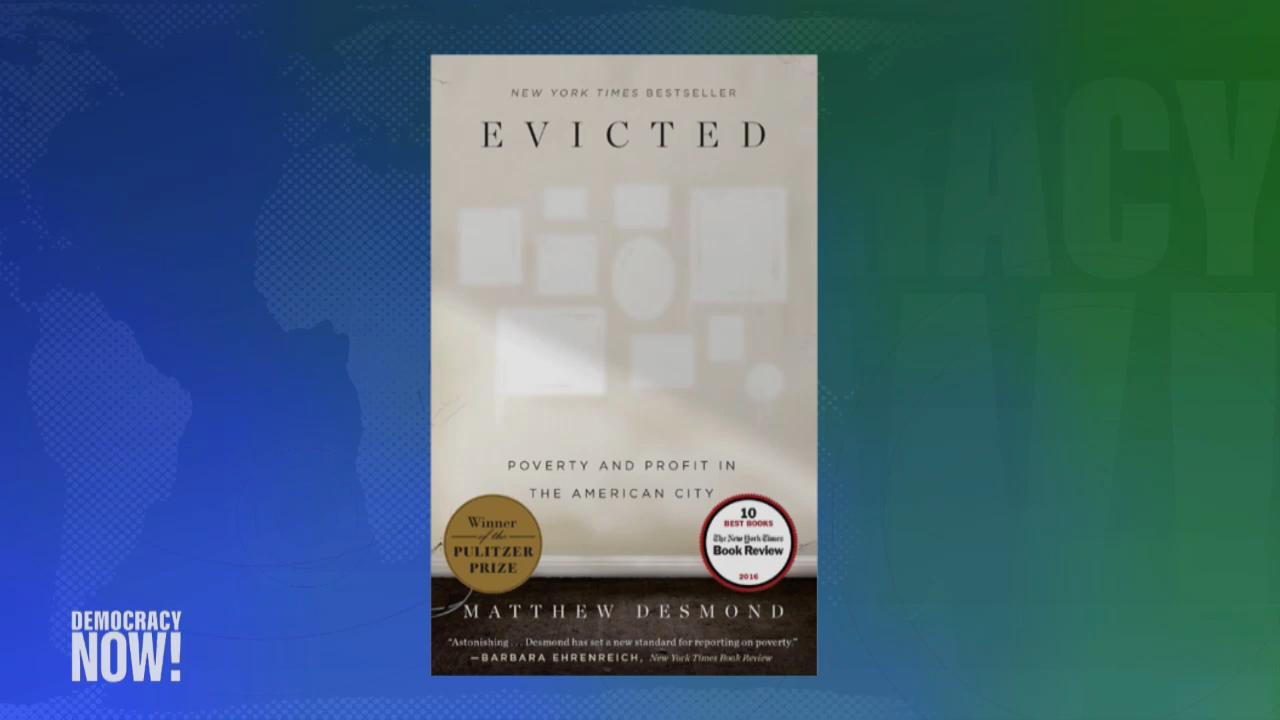 NEW YORK TIMES BESTSELLER
EVICTED
POVERTY AND PROFIT IN
THE AMERICAN CITY
Winner
of the
PULITZER
PRIZE
10
BEST BOOKS
The New York Times
Book Review
2016
MATTHEW DESMOND
"Astonishing . . . Desmond has set a new standard for reporting on poverty."
—BARBARA EHRENREICH, New York Times Book Review
DEMOCRACY
NOW!
RACY